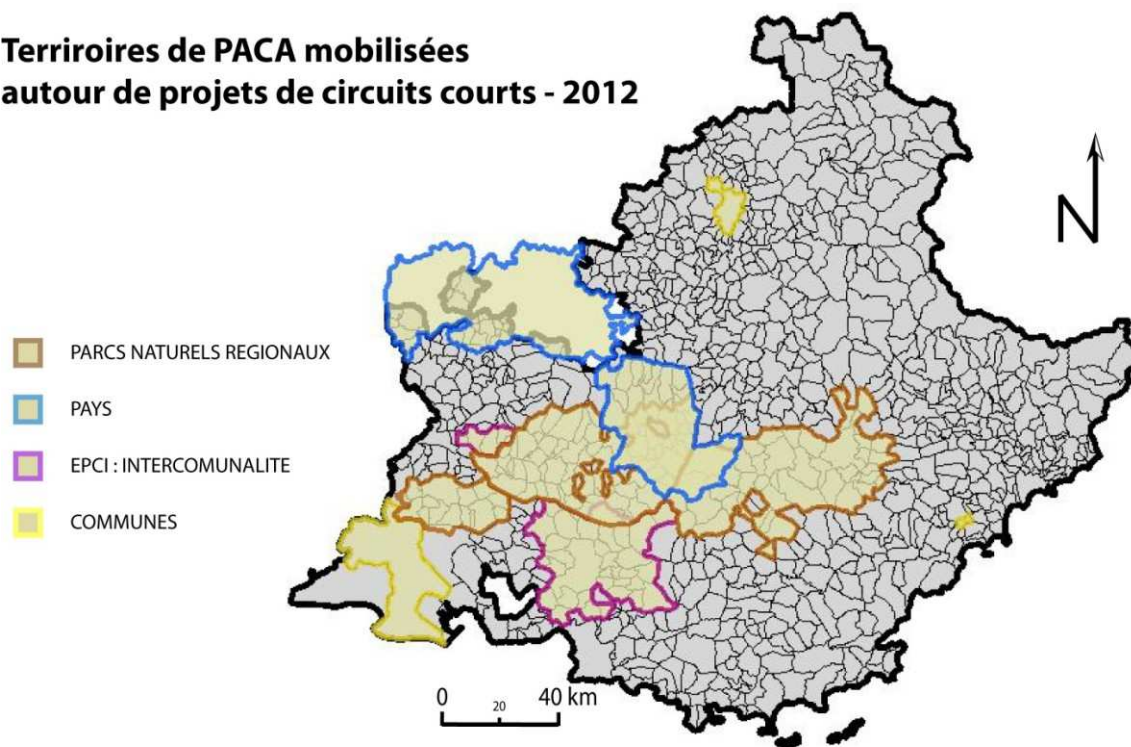 Terriroires de PACA mobilisées
autour de projets de circuits courts - 2012
N
PARCS NATURELS REGIONAUX
PAYS
EPCI : INTERCOMUNALITE
COMMUNES
0 20 40 km